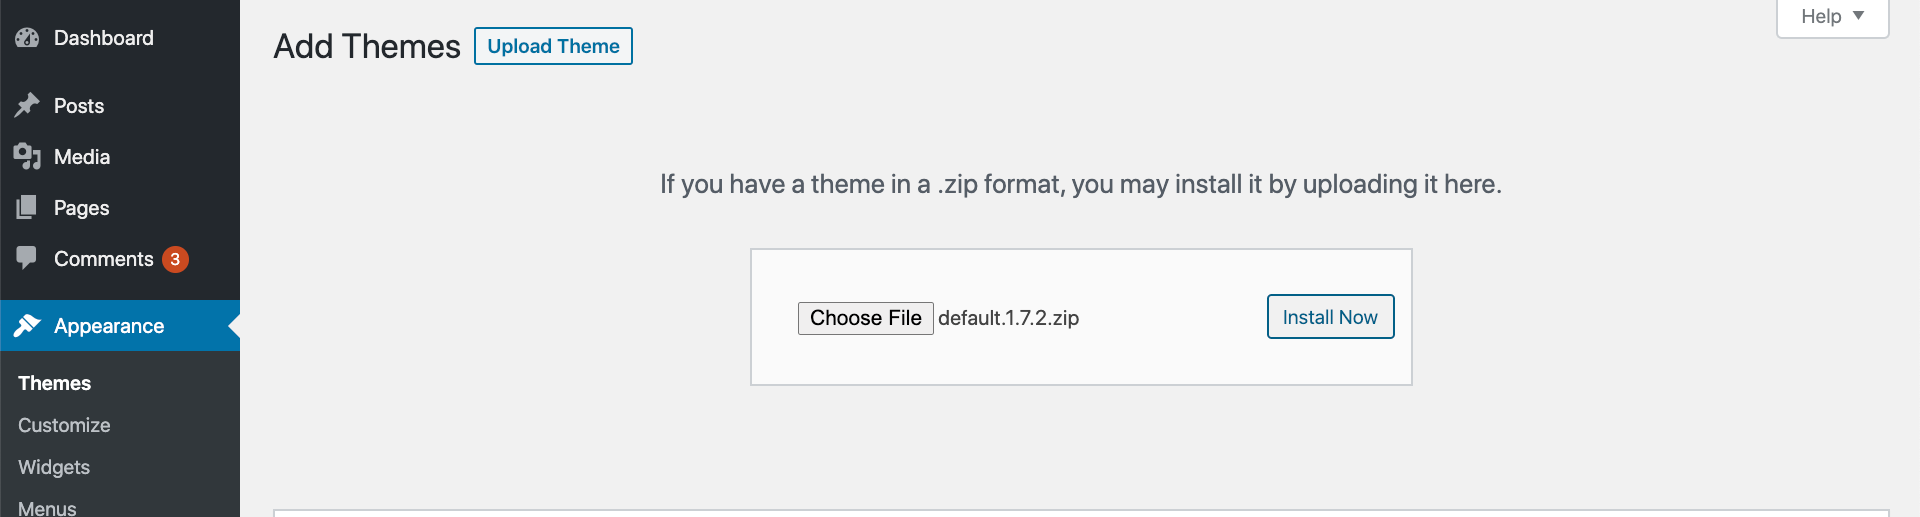 Dashboard
Posts
Media
Pages
Comments 3
Appearance
Themes
Customize
Widgets
Menus
Add Themes Upload Theme
Help
If you have a theme in a .zip format, you may install it by uploading it here.
Choose File default.1.7.2.zip Install Now